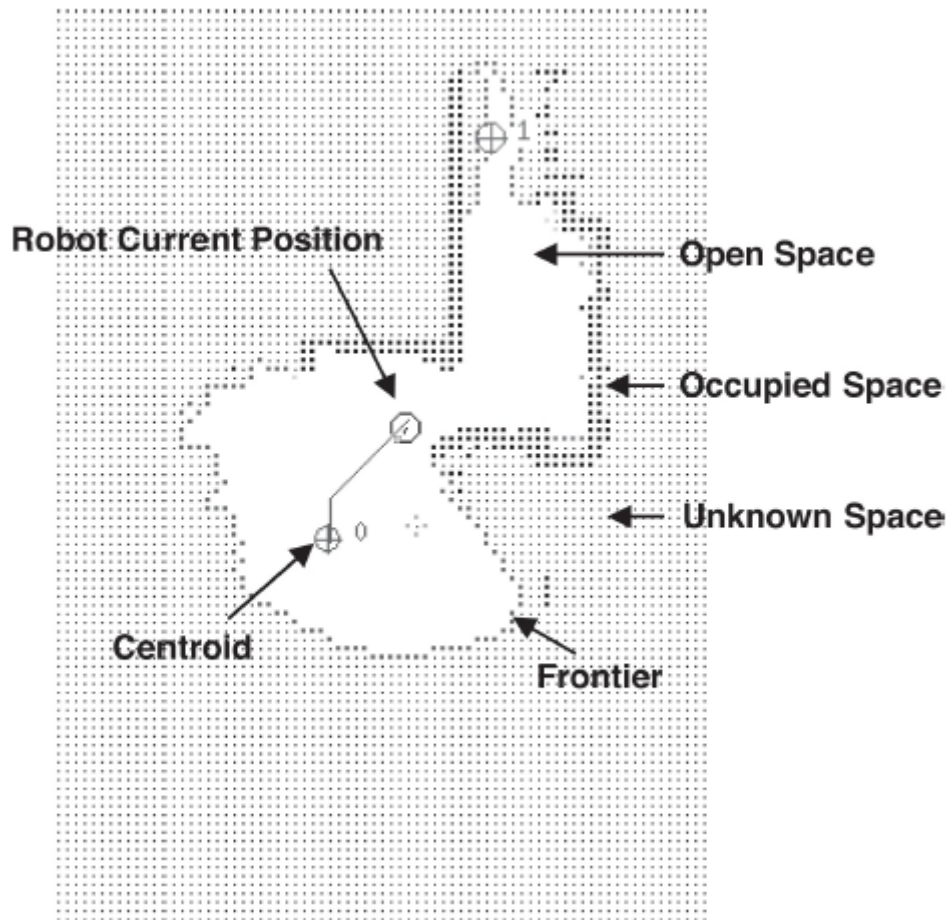 1
Robot Current Position
Open Space
Occupied Space
Unknown Space
0
Centroid
Frontier